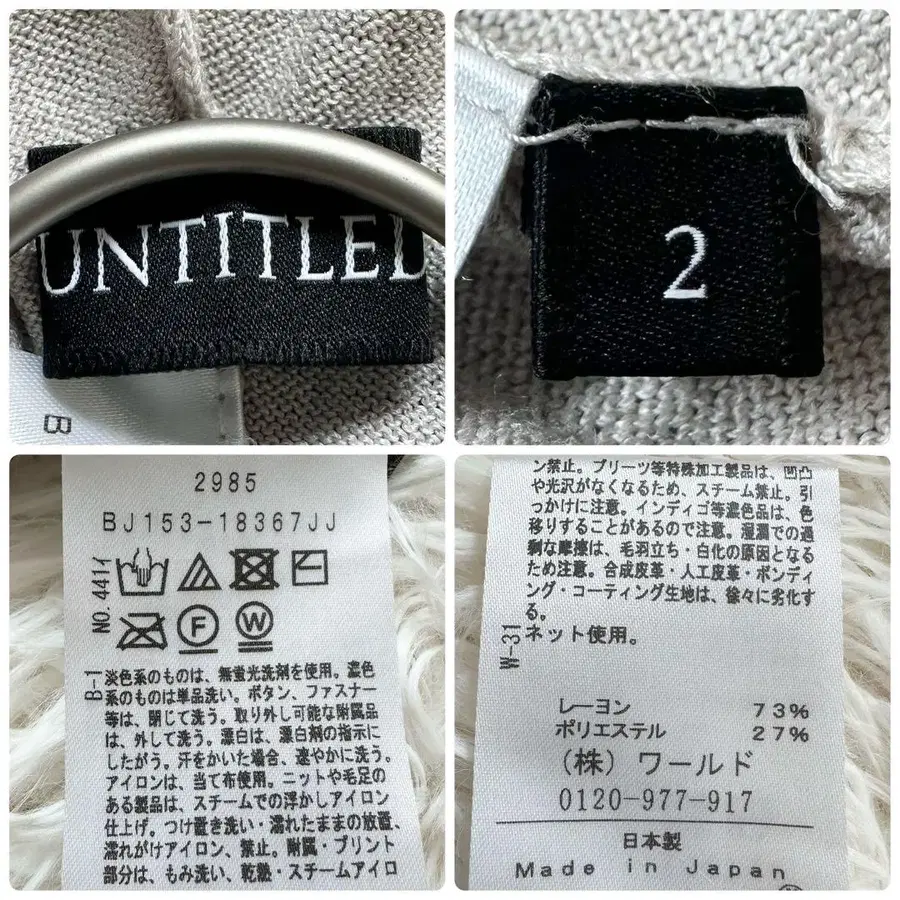 UNTITLED
B
2
2985
BJ153-18367JJ
NO.441イ
F
W
B-1
淡色系のものは、無蛍光洗剤を使用。濃色
系のものは単品洗い。ボタン、ファスナー
等は、閉じて洗う。取り外し可能な附属品
は、外して洗う。漂白は、漂白剤の指示に
したがう。汗をかいた場合、速やかに洗う。
アイロンは、当て布使用。ニットや毛足の
ある製品は、スチームでの浮かしアイロン
仕上げ。つけ置き洗い・濡れたままの放置、
濡れがけアイロン、禁止。附属・プリント
部分は、もみ洗い、乾熱・スチームアイロ
ン禁止。プリーツ等特殊加工製品は、凹凸
や光沢がなくなるため、スチーム禁止。引
っかけに注意。インディゴ等濃色品は、色
移りすることがあるので注意。湿潤での過
剰な摩擦は、毛羽立ち・白化の原因となる
ため注意。合成皮革・人工皮革・ボンディ
ング・コーティング生地は、徐々に劣化す
る。
W-31
ネット使用。
レーヨン 73%
ポリエステル 27%
(株) ワールド
0120-977-917
日本製
Made in Japan